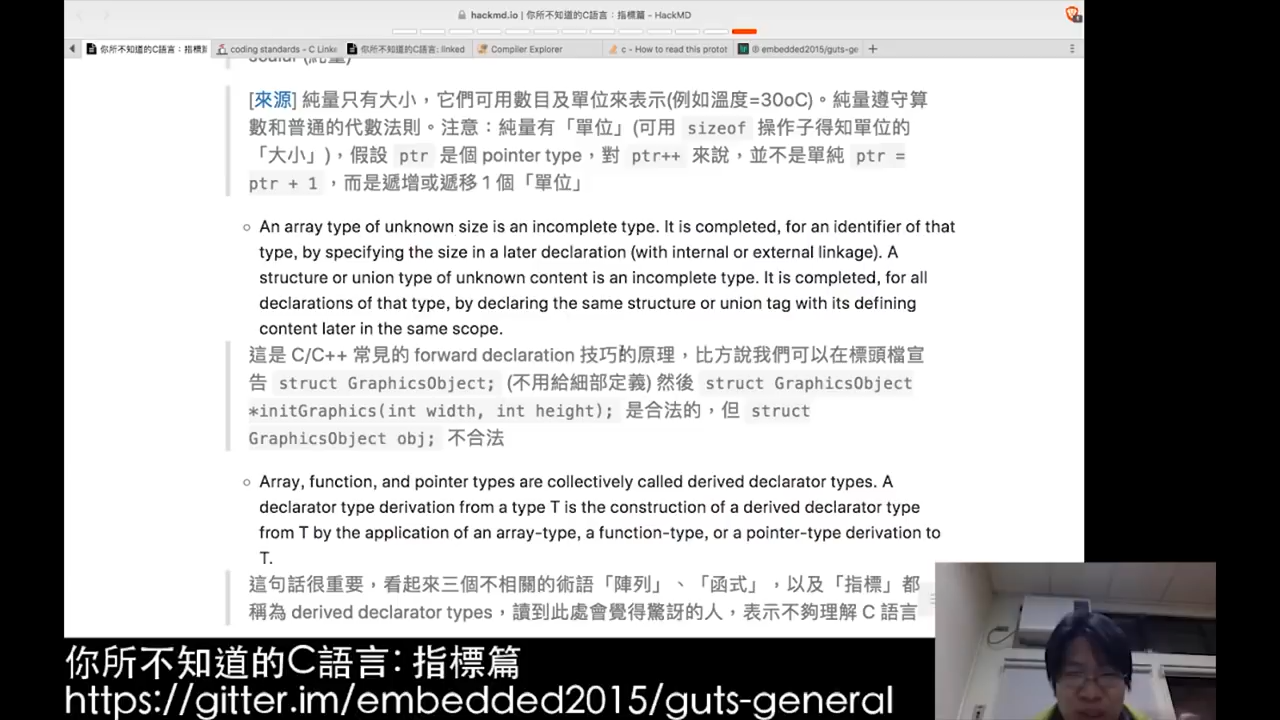 hackmd.io | 你所不知道的C語言：指標篇 - HackMD
你所不知道的C語言：指標
coding standards - C Linke
你所不知道的C語言: linked
Compiler Explorer
c - How to read this protot
embedded2015/guts-ge
scalar (純量)
[來源] 純量只有大小，它們可用數目及單位來表示(例如溫度=30oC)。純量遵守算
數和普通的代數法則。注意：純量有「單位」(可用 sizeof 操作子得知單位的
「大小」)，假設 ptr 是個 pointer type，對 ptr++ 來說，並不是單純 ptr =
ptr + 1，而是遞增或遞移 1 個「單位」
An array type of unknown size is an incomplete type. It is completed, for an identifier of that
type, by specifying the size in a later declaration (with internal or external linkage). A
structure or union type of unknown content is an incomplete type. It is completed, for all
declarations of that type, by declaring the same structure or union tag with its defining
content later in the same scope.
這是 C/C++ 常見的 forward declaration 技巧的原理，比方說我們可以在標頭檔宣
告 struct GraphicsObject; (不用給細部定義) 然後 struct GraphicsObject
*initGraphics(int width, int height); 是合法的，但 struct
GraphicsObject obj; 不合法
Array, function, and pointer types are collectively called derived declarator types. A
declarator type derivation from a type T is the construction of a derived declarator type
from T by the application of an array-type, a function-type, or a pointer-type derivation to
T.
這句話很重要，看起來三個不相關的術語「陣列」、「函式」，以及「指標」都
稱為 derived declarator types，讀到此處會覺得驚訝的人，表示不夠理解 C 語言
你所不知道的C語言: 指標篇
https://gitter.im/embedded2015/guts-general